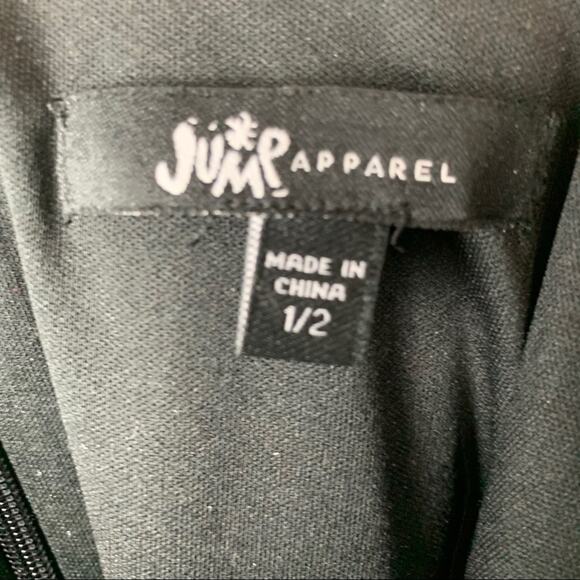 JUMP APPAREL
MADE IN
CHINA
1/2